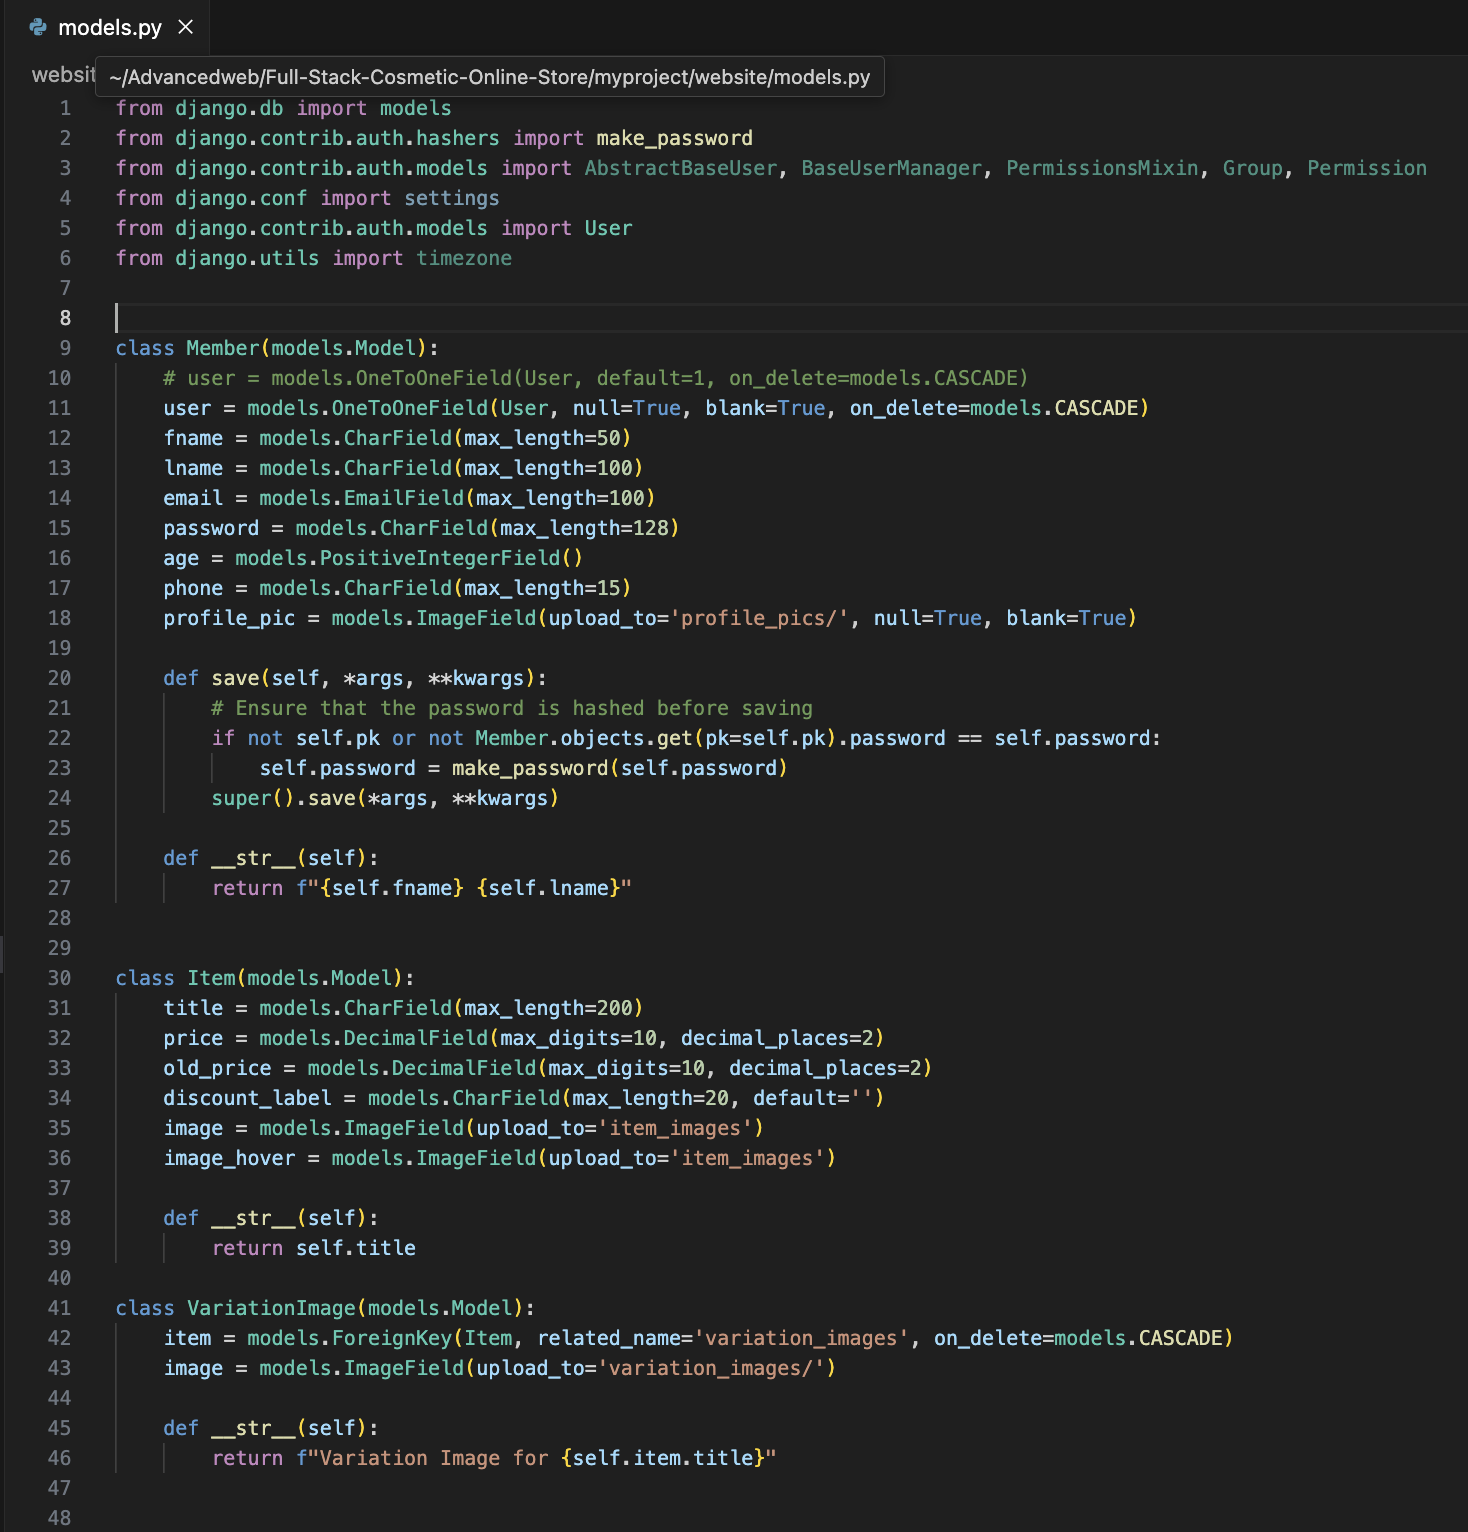 models.py
websit
~/Advancedweb/Full-Stack-Cosmetic-Online-Store/myproject/website/models.py
1 from django.db import models
2 from django.contrib.auth.hashers import make_password
3 from django.contrib.auth.models import AbstractBaseUser, BaseUserManager, PermissionsMixin, Group, Permission
4 from django.conf import settings
5 from django.contrib.auth.models import User
6 from django.utils import timezone
7
8
9 class Member(models.Model):
10     # user = models.OneToOneField(User, default=1, on_delete=models.CASCADE)
11     user = models.OneToOneField(User, null=True, blank=True, on_delete=models.CASCADE)
12     fname = models.CharField(max_length=50)
13     lname = models.CharField(max_length=100)
14     email = models.EmailField(max_length=100)
15     password = models.CharField(max_length=128)
16     age = models.PositiveIntegerField()
17     phone = models.CharField(max_length=15)
18     profile_pic = models.ImageField(upload_to='profile_pics/', null=True, blank=True)
19
20     def save(self, *args, **kwargs):
21         # Ensure that the password is hashed before saving
22         if not self.pk or not Member.objects.get(pk=self.pk).password == self.password:
23             self.password = make_password(self.password)
24         super().save(*args, **kwargs)
25
26     def __str__(self):
27         return f"{self.fname} {self.lname}"
28
29
30 class Item(models.Model):
31     title = models.CharField(max_length=200)
32     price = models.DecimalField(max_digits=10, decimal_places=2)
33     old_price = models.DecimalField(max_digits=10, decimal_places=2)
34     discount_label = models.CharField(max_length=20, default='')
35     image = models.ImageField(upload_to='item_images')
36     image_hover = models.ImageField(upload_to='item_images')
37
38     def __str__(self):
39         return self.title
40
41 class VariationImage(models.Model):
42     item = models.ForeignKey(Item, related_name='variation_images', on_delete=models.CASCADE)
43     image = models.ImageField(upload_to='variation_images/')
44
45     def __str__(self):
46         return f"Variation Image for {self.item.title}"
47
48